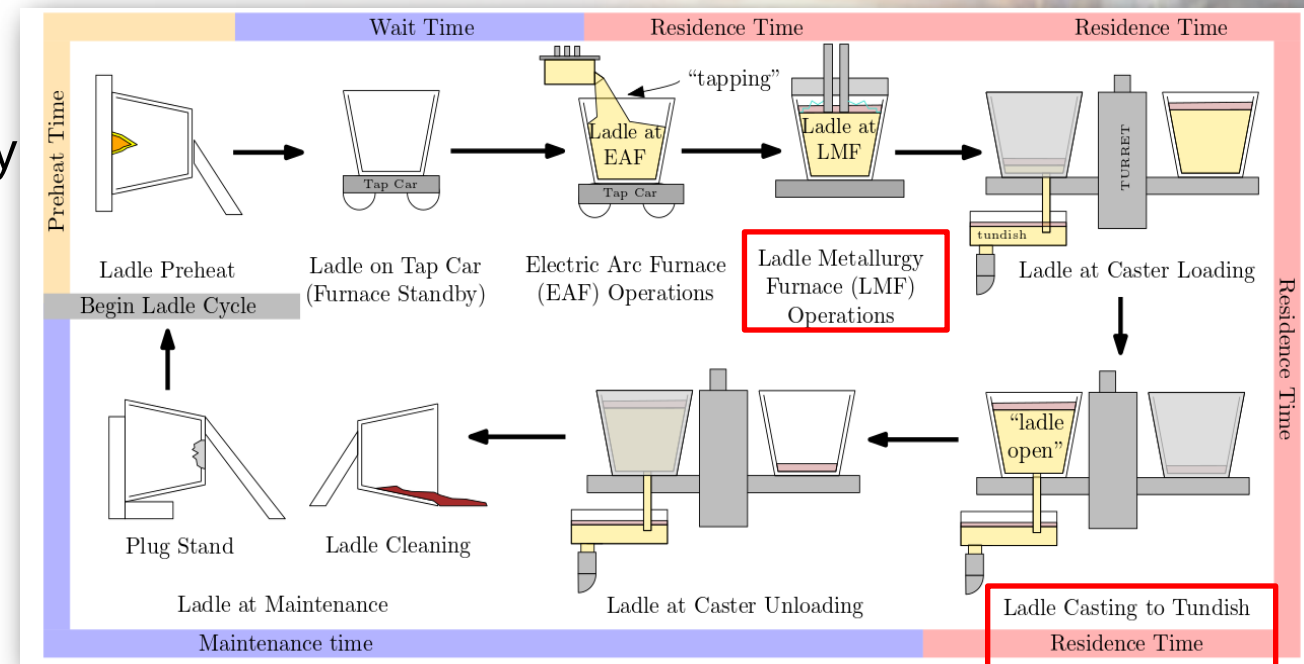 Wait Time
Residence Time
Residence Time
Preheat Time
y
"tapping"
Ladle at
EAF
Tap Car
Tap Car
Ladle at
LMF
TURRET
tundish
Ladle Preheat
Ladle on Tap Car
(Furnace Standby)
Electric Arc Furnace
(EAF) Operations
Ladle Metallurgy
Furnace (LMF)
Operations
Ladle at Caster Loading
Begin Ladle Cycle
Residence Time
"ladle
open"
Plug Stand
Ladle Cleaning
Ladle at Maintenance
Ladle at Caster Unloading
Ladle Casting to Tundish
Maintenance time
Residence Time